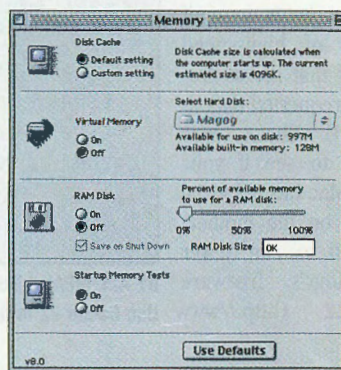 Memory
Disk Cache
Default setting
Custom setting
Disk Cache size is calculated when
the computer starts up. The current
estimated size is 4096K.
Select Hard Disk:
Magog
Virtual Memory
On
Off
Available for use on disk: 997M
Available built-in memory: 128M
RAM Disk
On
Off
Save on Shut Down
Percent of available memory
to use for a RAM disk:
0% 50% 100%
RAM Disk Size 0K
Startup Memory Tests
On
Off
v8.0
Use Defaults